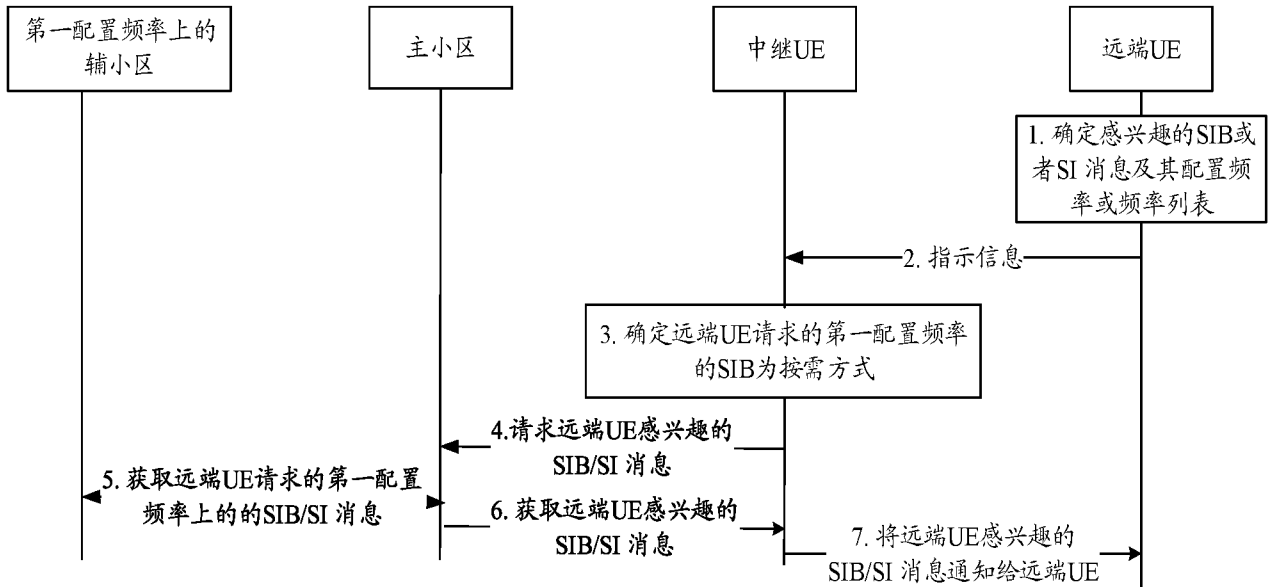 第一配置频率上的
辅小区
主小区
中继UE
远端UE
1. 确定感兴趣的SIB或
者SI 消息及其配置频
率或频率列表
2. 指示信息
3. 确定远端UE请求的第一配置频率
的SIB为按需方式
4.请求远端UE感兴趣的
SIB/SI 消息
5. 获取远端UE请求的第一配置
频率上的的SIB/SI 消息
6. 获取远端UE感兴趣的
SIB/SI 消息
7. 将远端UE感兴趣的
SIB/SI 消息通知给远端UE